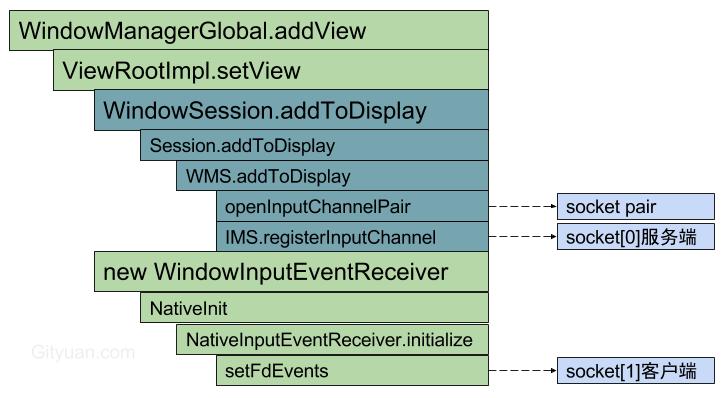 WindowManagerGlobal.addView
ViewRootImpl.setView
WindowSession.addToDisplay
Session.addToDisplay
WMS.addToDisplay
openInputChannelPair
socket pair
IMS.registerInputChannel
socket[0]服务端
new WindowInputEventReceiver
NativeInit
NativeInputEventReceiver.initialize
Gityuan.com
setFdEvents
socket[1]客户端